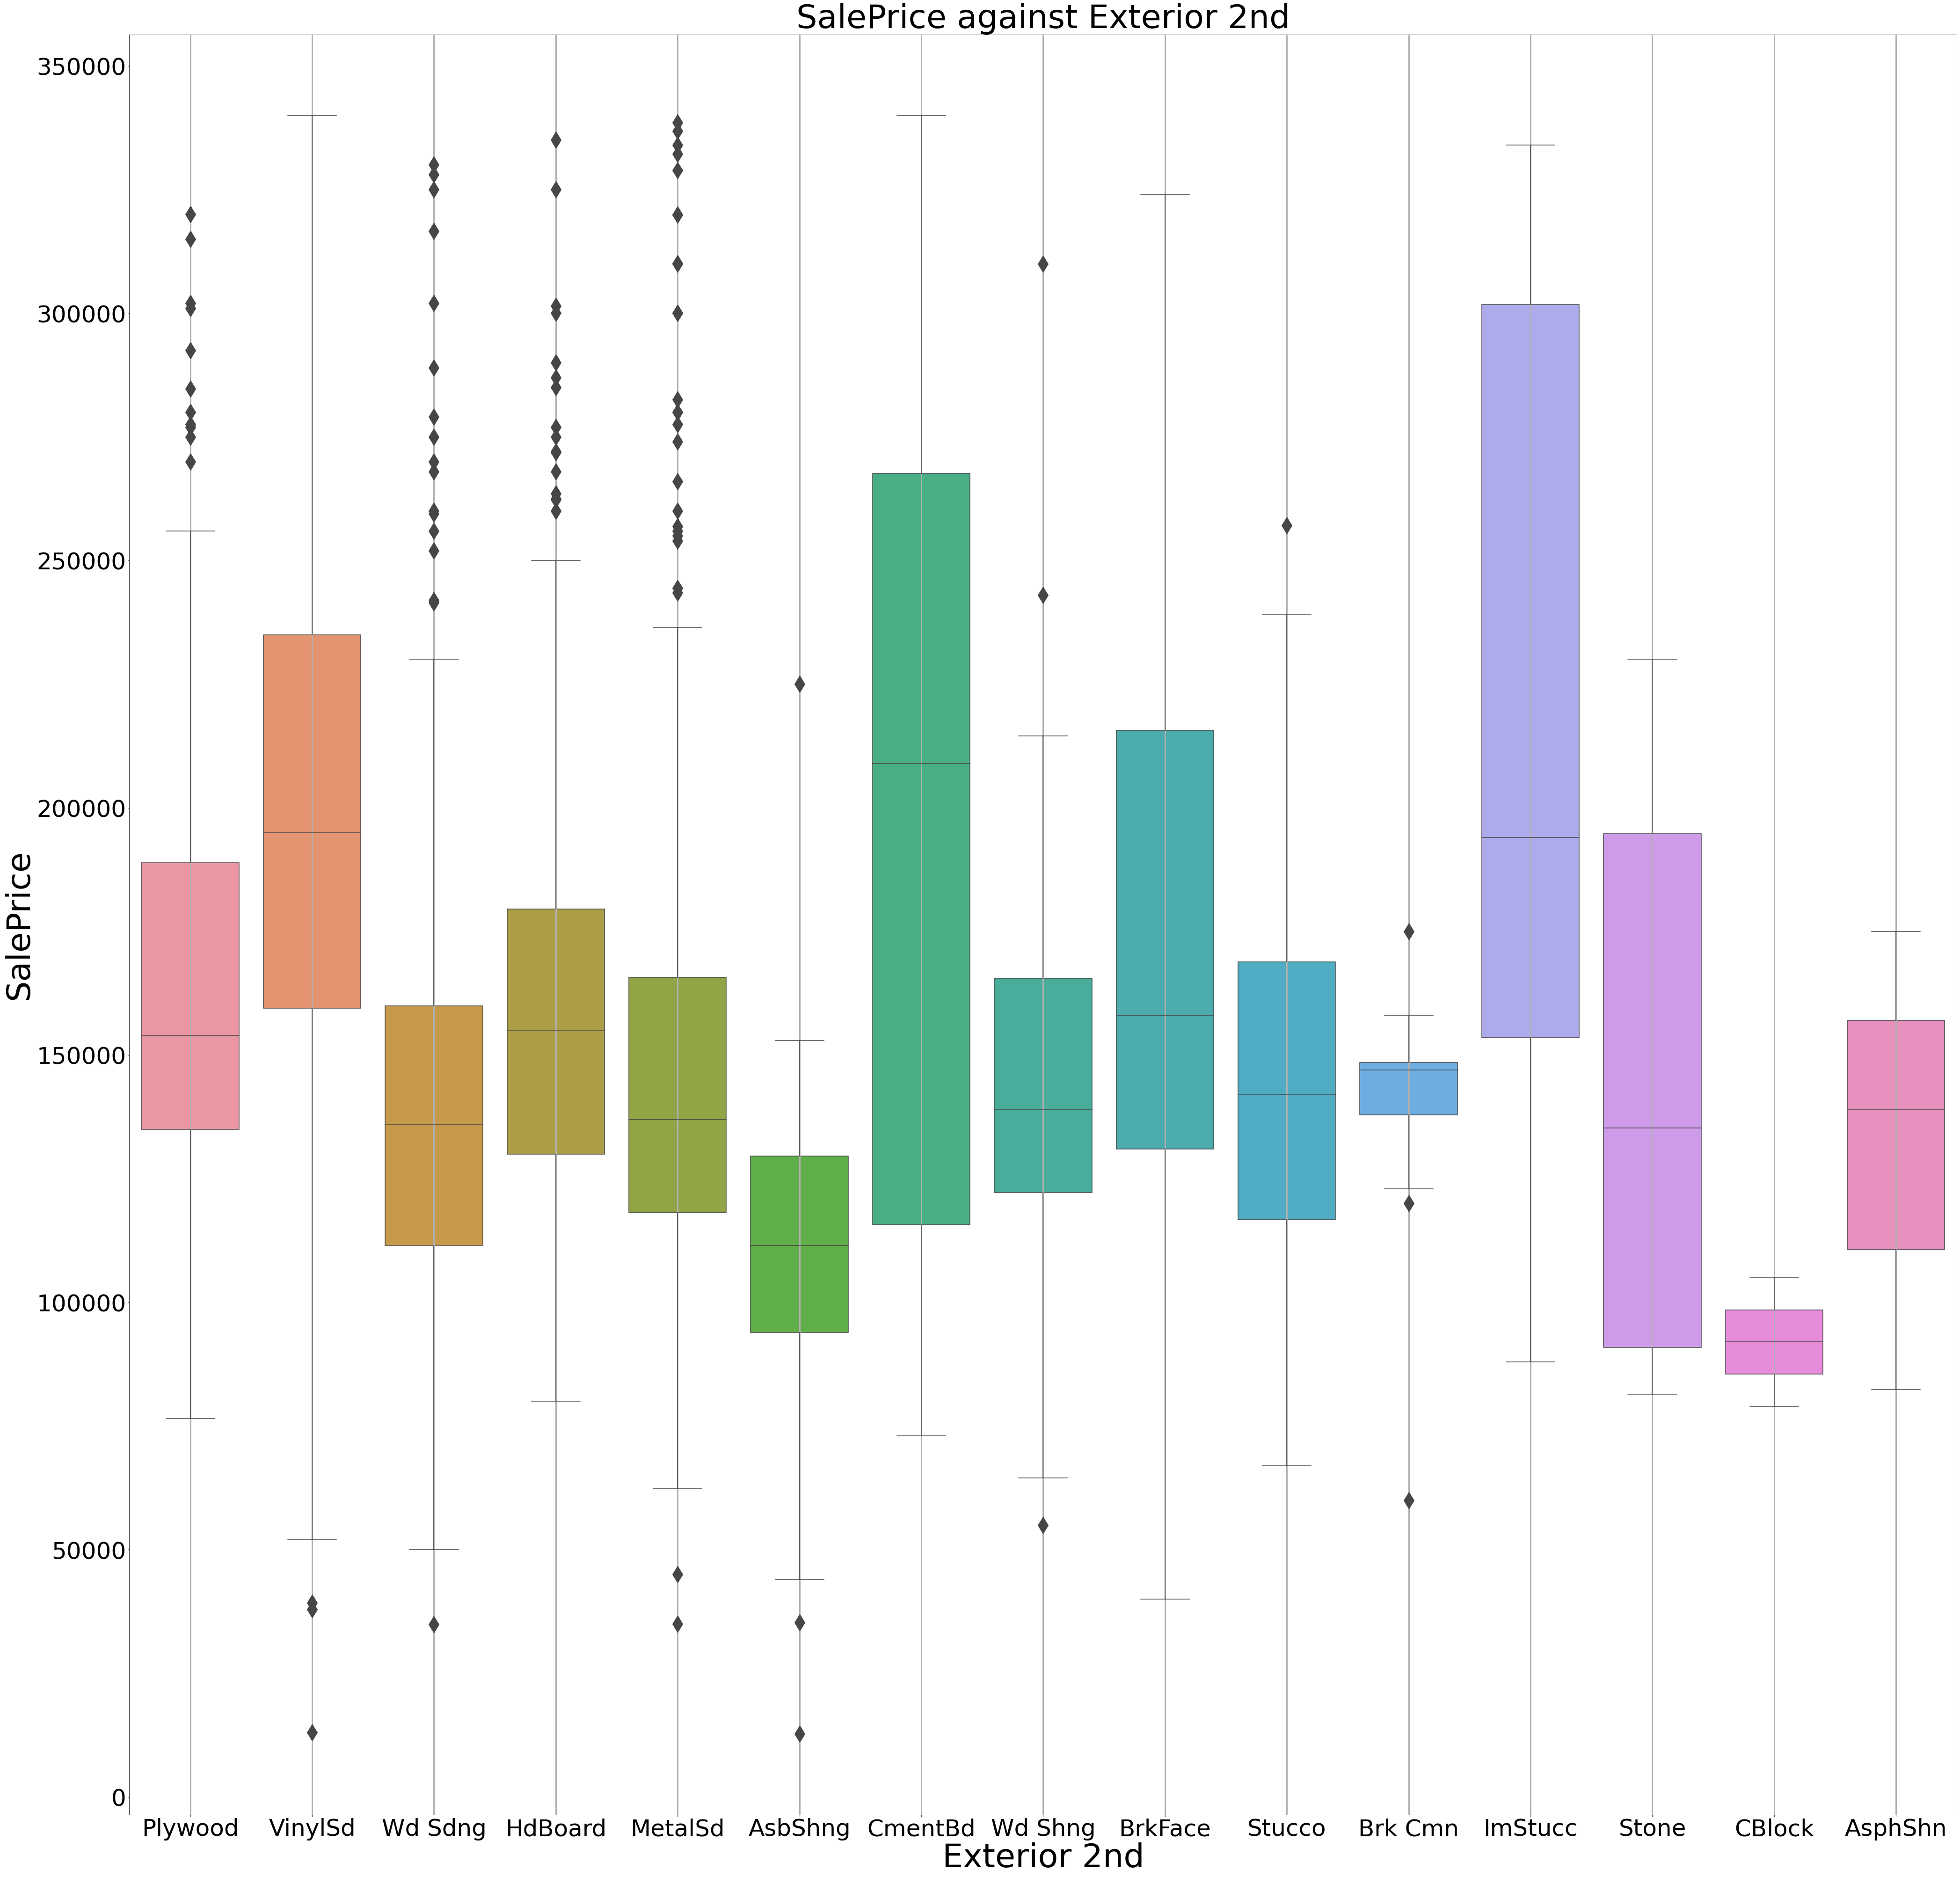 SalePrice against Exterior 2nd
SalePrice
350000
300000
250000
200000
150000
100000
50000
0
Plywood VinylSd Wd Sdng HdBoard MetalSd AsbShng CmentBd Wd Shng BrkFace Stucco Brk Cmn ImStucc Stone CBlock AsphShn
Exterior 2nd